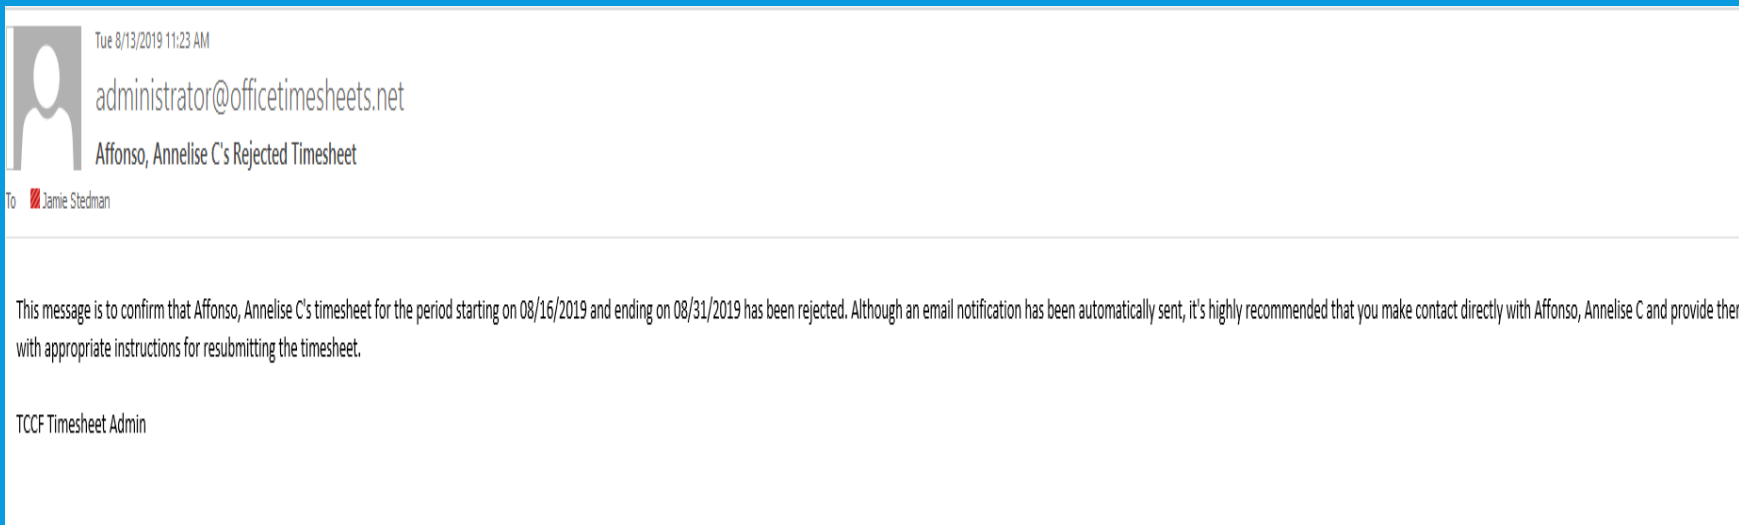 Tue 8/13/2019 11:23 AM
administrator@officetimesheets.net
Affonso, Annelise C's Rejected Timesheet
To Jamie Stedman
This message is to confirm that Affonso, Annelise C's timesheet for the period starting on 08/16/2019 and ending on 08/31/2019 has been rejected. Although an email notification has been automatically sent, it's highly recommended that you make contact directly with Affonso, Annelise C and provide
with appropriate instructions for resubmitting the timesheet.
TCCF Timesheet Admin